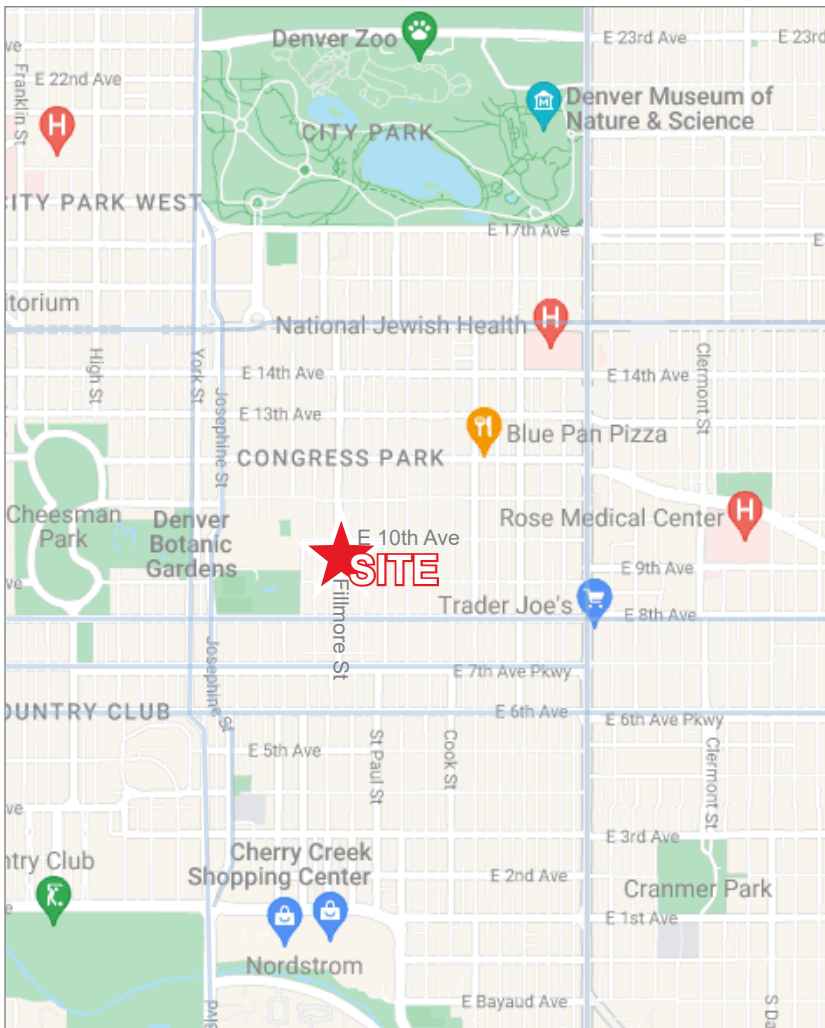 Denver Zoo
E 23rd Ave
E 23rd
ve
E 22nd Ave
Franklin St
H
M
Denver Museum of
Nature & Science
CITY PARK
CITY PARK WEST
E 17th Ave
E
itorium
National Jewish Health
H
High St
York St
Josephine St
E 14th Ave
E 14th Ave
Clermont St
E 13th Ave
Blue Pan Pizza
CONGRESS PARK
Cheesman
Park
Denver
Botanic
Gardens
Rose Medical Center
H
E 10th Ave
SITE
E 9th Ave
ve
Fillmore St
Trader Joe's
E 8th Ave
Josephine St
E 7th Ave Pkwy
OUNTRY CLUB
E 6th Ave
E 6th Ave Pkwy
E 5th Ave
St Paul St
Cook St
Clermont St
ve
E 3rd Ave
ntry Club
Cherry Creek
Shopping Center
E 2nd Ave
Cranmer Park
e
E 1st Ave
Nordstrom
E Bayaud Ave
S Da